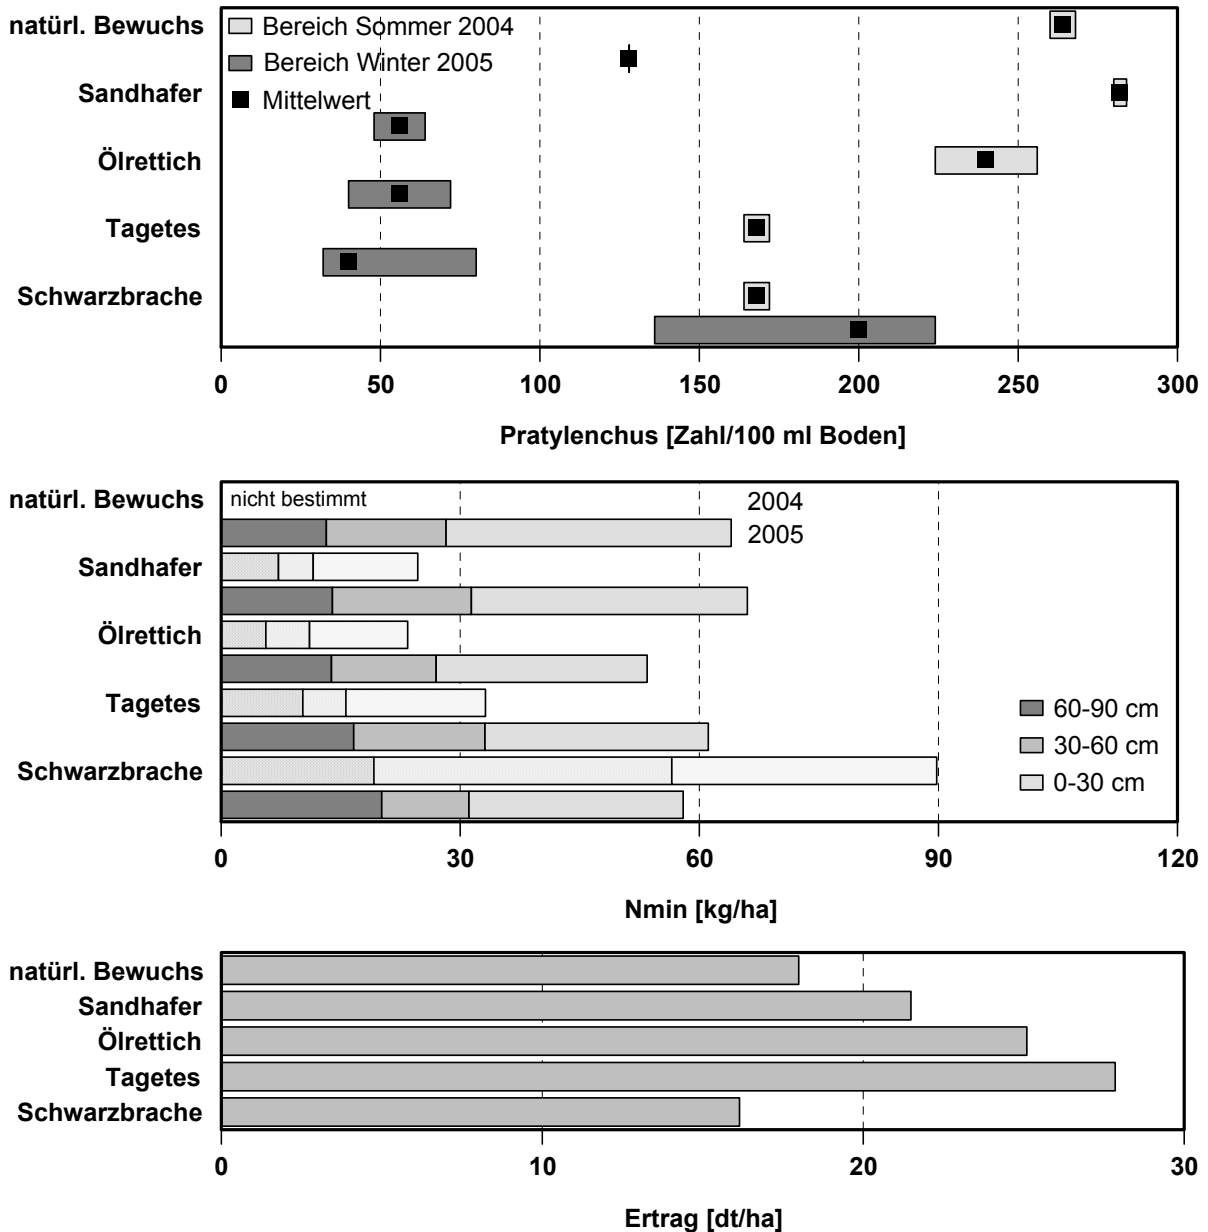 natürl. Bewuchs
Sandhafer
Ölrettich
Tagetes
Schwarzbrache
Bereich Sommer 2004
Bereich Winter 2005
Mittelwert
0 50 100 150 200 250 300
Pratylenchus [Zahl/100 ml Boden]
natürl. Bewuchs
Sandhafer
Ölrettich
Tagetes
Schwarzbrache
nicht bestimmt
2004
2005
60-90 cm
30-60 cm
0-30 cm
0 30 60 90 120
Nmin [kg/ha]
natürl. Bewuchs
Sandhafer
Ölrettich
Tagetes
Schwarzbrache
0 10 20 30
Ertrag [dt/ha]